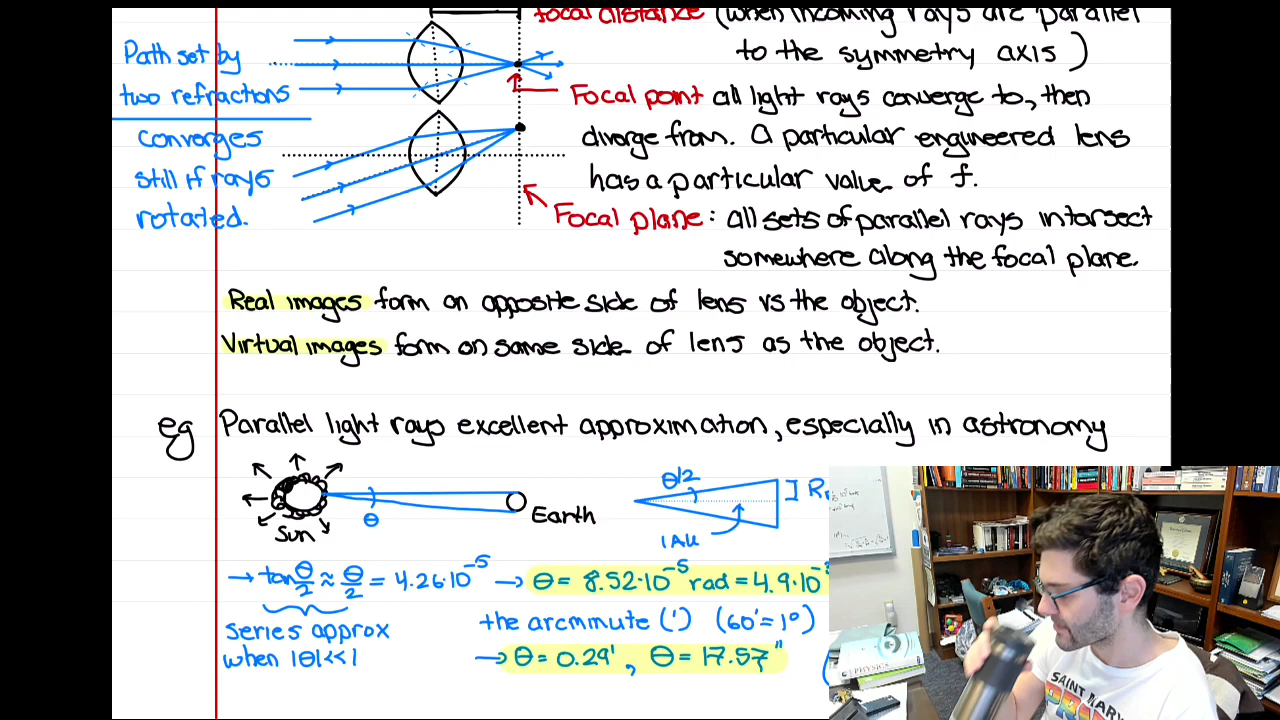 focal distance (when incoming rays are parallel
to the symmetry axis)
Path set by
two refractions
converges
still if rays
rotated.
Focal point all light rays converge to, then
diverge from. A particular engineered lens
has a particular value of f.
Focal plane: all sets of parallel rays intersect
somewhere along the focal plane.
Real images form on opposite side of lens vs the object.
Virtual images form on same side of lens as the object.
eg Parallel light rays excellent approximation, especially in astronomy
Sun
θ
Earth
θ/2
1AU
→ tan θ/2 ≈ θ/2 = 4.26·10⁻⁵ → θ = 8.52·10⁻⁵ rad = 4.9·10
series approx
when |θ|<<1
the arcminute (') (60'=1°)
→ θ = 0.29', θ = 17.57"
PHYSICS
SAINT MARY